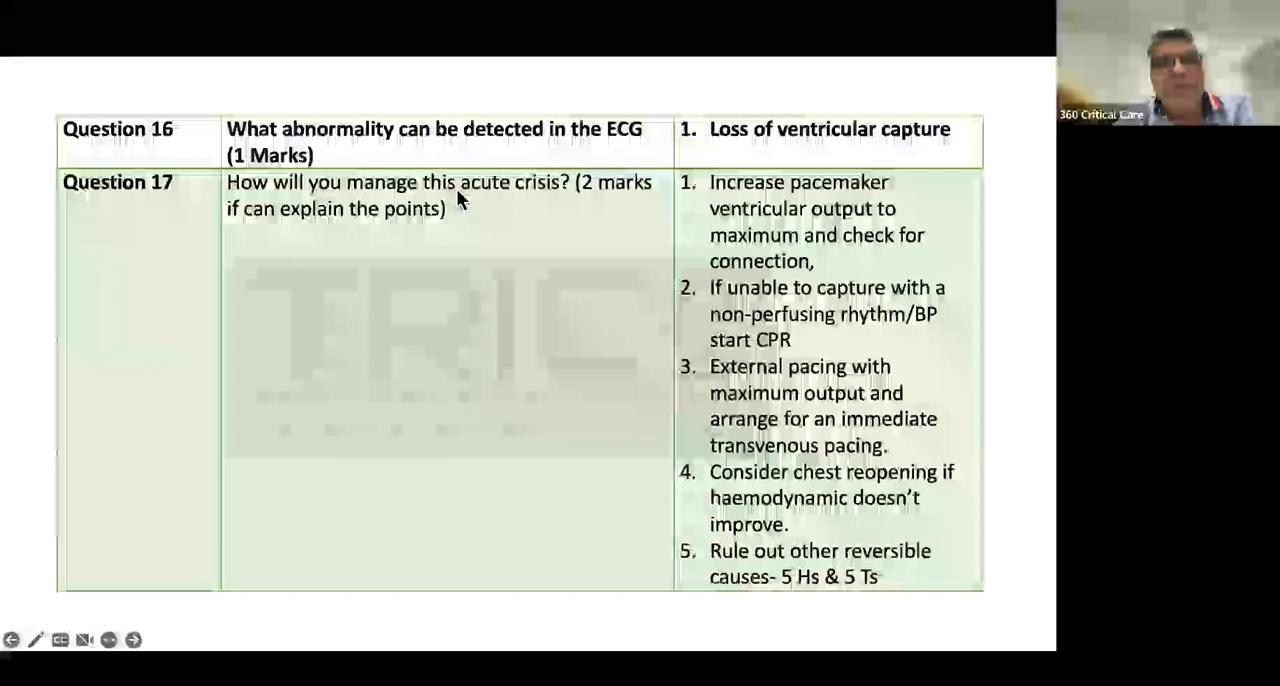 360 Critical Care
Question 16
What abnormality can be detected in the ECG
(1 Marks)
1. Loss of ventricular capture
Question 17
How will you manage this acute crisis? (2 marks
if can explain the points)
1. Increase pacemaker
ventricular output to
maximum and check for
connection,
2. If unable to capture with a
non-perfusing rhythm/BP
start CPR
3. External pacing with
maximum output and
arrange for an immediate
transvenous pacing.
4. Consider chest reopening if
haemodynamic doesn't
improve.
5. Rule out other reversible
causes- 5 Hs & 5 Ts
TRIC
CC